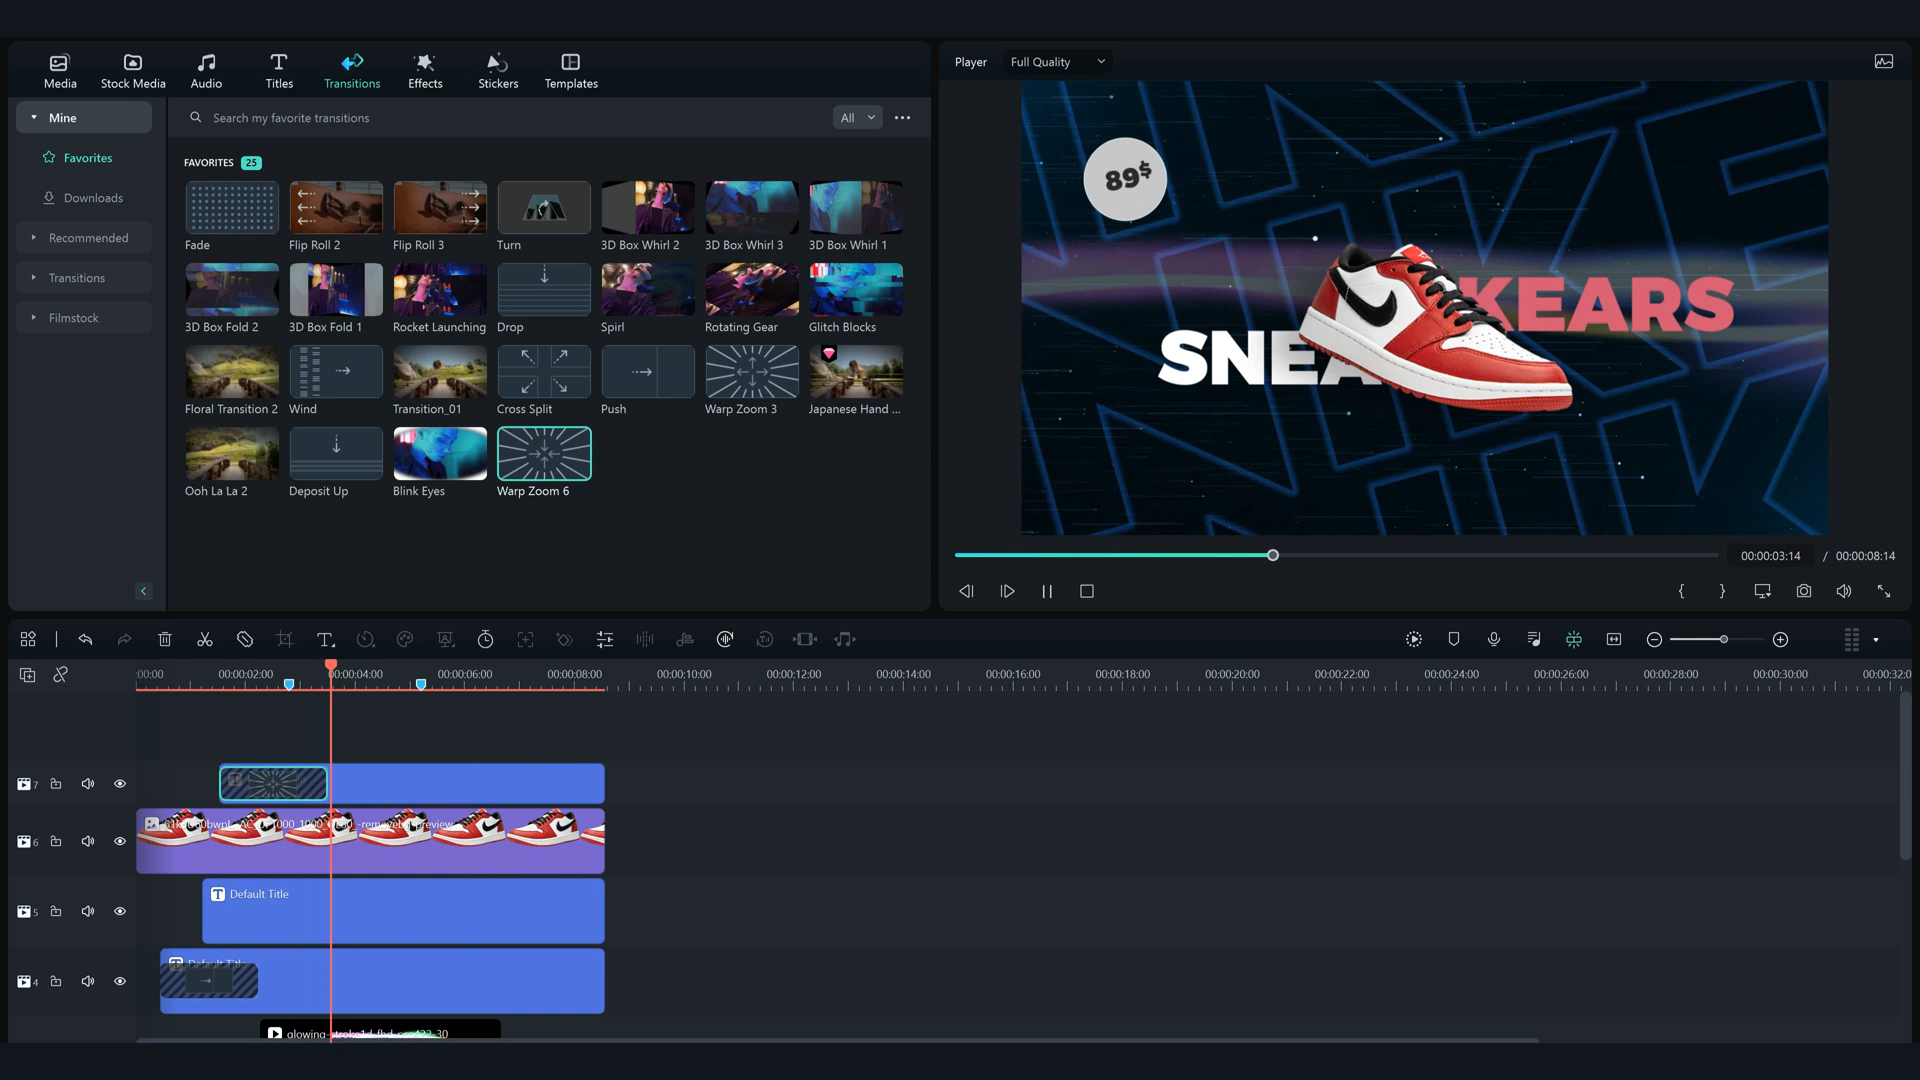 Media
Stock Media
Audio
Titles
Transitions
Effects
Stickers
Templates
Player
Full Quality
Mine
Favorites
Downloads
Recommended
Transitions
Filmstock
Search my favorite transitions
All
FAVORITES 25
Fade
Flip Roll 2
Flip Roll 3
Turn
3D Box Whirl 2
3D Box Whirl 3
3D Box Whirl 1
3D Box Fold 2
3D Box Fold 1
Rocket Launching
Drop
Spirl
Rotating Gear
Glitch Blocks
Floral Transition 2
Wind
Transition_01
Cross Split
Push
Warp Zoom 3
Japanese Hand ...
Ooh La La 2
Deposit Up
Blink Eyes
Warp Zoom 6
89$
KEARS
SNEA
00:00:03:14 / 00:00:08:14
:00:00
00:00:02:00
00:00:04:00
00:00:06:00
00:00:08:00
00:00:10:00
00:00:12:00
00:00:14:00
00:00:16:00
00:00:18:00
00:00:20:00
00:00:22:00
00:00:24:00
00:00:26:00
00:00:28:00
00:00:30:00
00:00:32:0
7
6
5
Default Title
4
Default Title
glowing-stroke1d-fhd-pro422-30